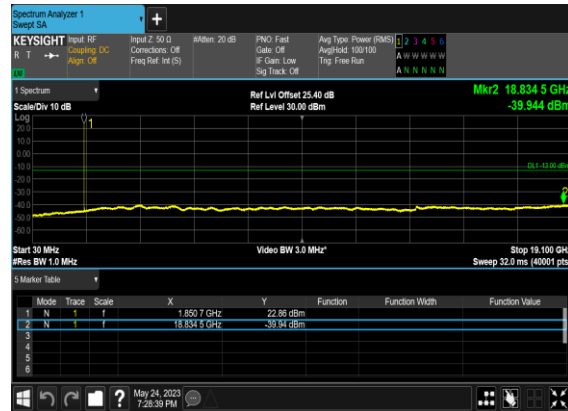 Spectrum Analyzer 1
Swept SA
+
KEYSIGHT Input: RF Input Z: 50 Ω #Atten: 20 dB PNO: Fast Avg Type: Power (RMS) 1 2 3 4 5 6
R T Coupling: DC Corrections: Off Gate: Off Avg|Hold: 100/100 A W W W W W
Align: Off Freq Ref: Int (S) IF Gain: Low Trig: Free Run
LXI Sig Track: Off A N N N N N
1 Spectrum Ref Lvl Offset 25.40 dB Mkr2 18.834 5 GHz
Scale/Div 10 dB Ref Level 30.00 dBm -39.944 dBm
Log
1
20.0
10.0
0.00
-10.0 DL1 -13.00 dBm
-20.0
-30.0 2
-40.0
-50.0
-60.0
Start 30 MHz Video BW 3.0 MHz* Stop 19.100 GHz
#Res BW 1.0 MHz Sweep 32.0 ms (40001 pts)
5 Marker Table
Mode Trace Scale X Y Function Function Width Function Value
1 N 1 f 1.850 7 GHz 22.86 dBm
2 N 1 f 18.834 5 GHz -39.94 dBm
3
4
5
6
? May 24, 2023
7:28:39 PM